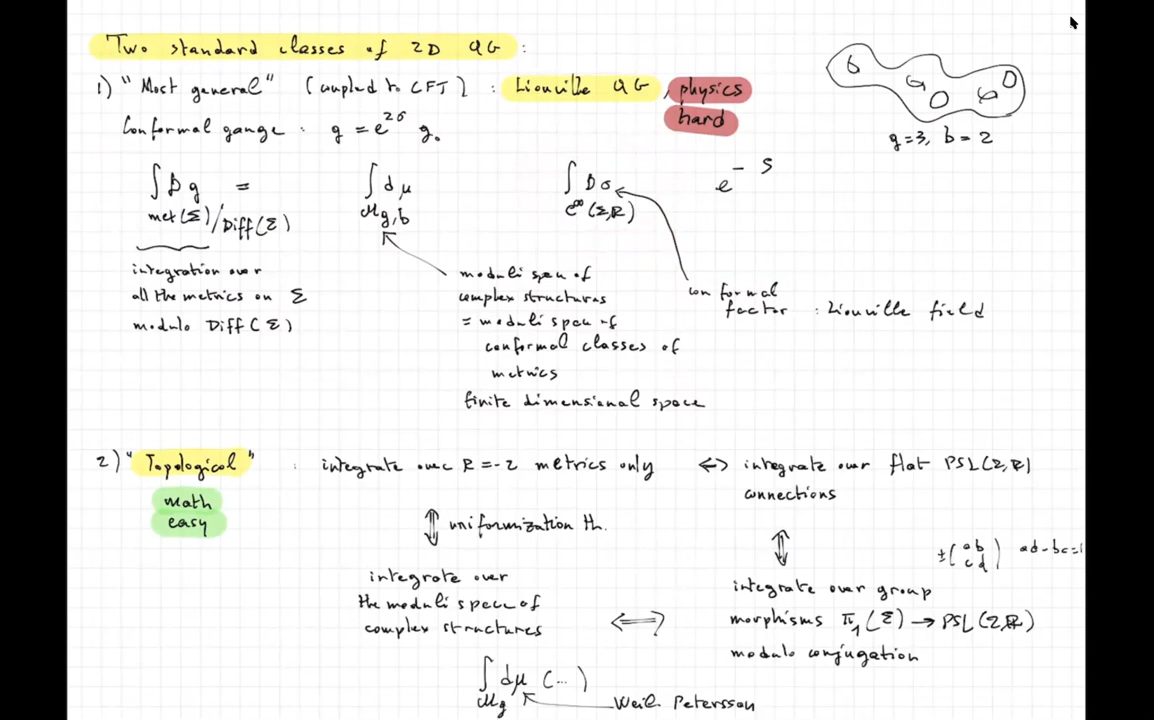 Two standard classes of 2D QG :
1) "Most general" (coupled to CFT) : Liouville QG , physics
hard
Conformal gauge : g = e^{2σ} g₀
g=3, b=2
∫ Dg = ∫ dμ ∫ Dσ e^{-S}
met(Σ)/Diff(Σ) M_{g,b} C^∞(Σ,R)
integration over
all the metrics on Σ
modulo Diff(Σ)
moduli space of
complex structures
= moduli space of
conformal classes of
metrics
finite dimensional space
conformal
factor : Liouville field
2) "Topological" : integrate over R=-2 metrics only ⟷ integrate over flat PSL(2,R)
connections
math
easy
⇕ uniformization th.
⇕
±(a b
c d) ad-bc=1
integrate over
the moduli space of
complex structures
⟺
integrate over group
morphisms π₁(Σ) → PSL(2,R)
modulo conjugation
∫ dμ (...)
M_g
Weil Petersson